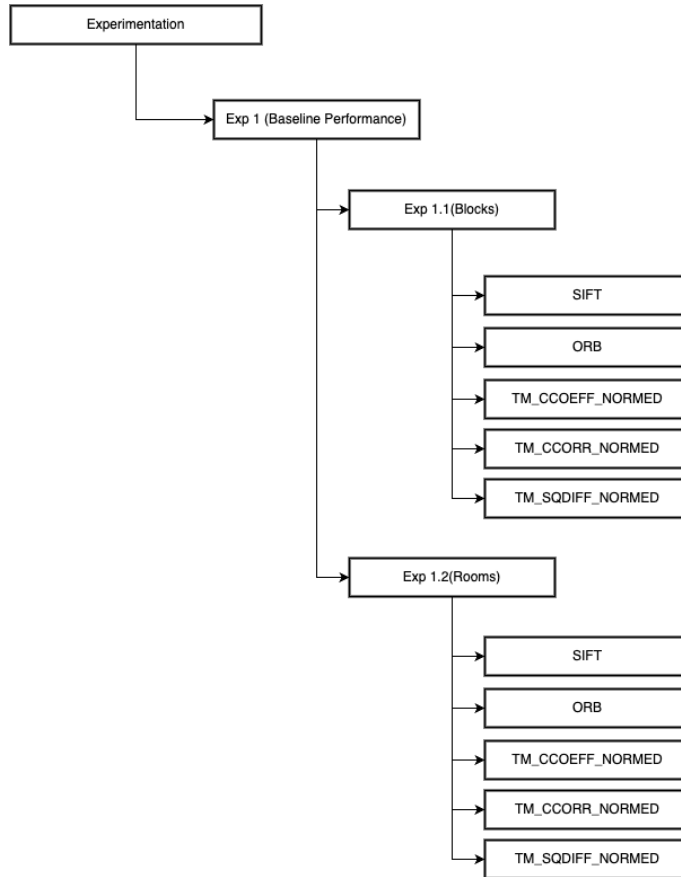 Experimentation
Exp 1 (Baseline Performance)
Exp 1.1(Blocks)
SIFT
ORB
TM_CCOEFF_NORMED
TM_CCORR_NORMED
TM_SQDIFF_NORMED
Exp 1.2(Rooms)
SIFT
ORB
TM_CCOEFF_NORMED
TM_CCORR_NORMED
TM_SQDIFF_NORMED